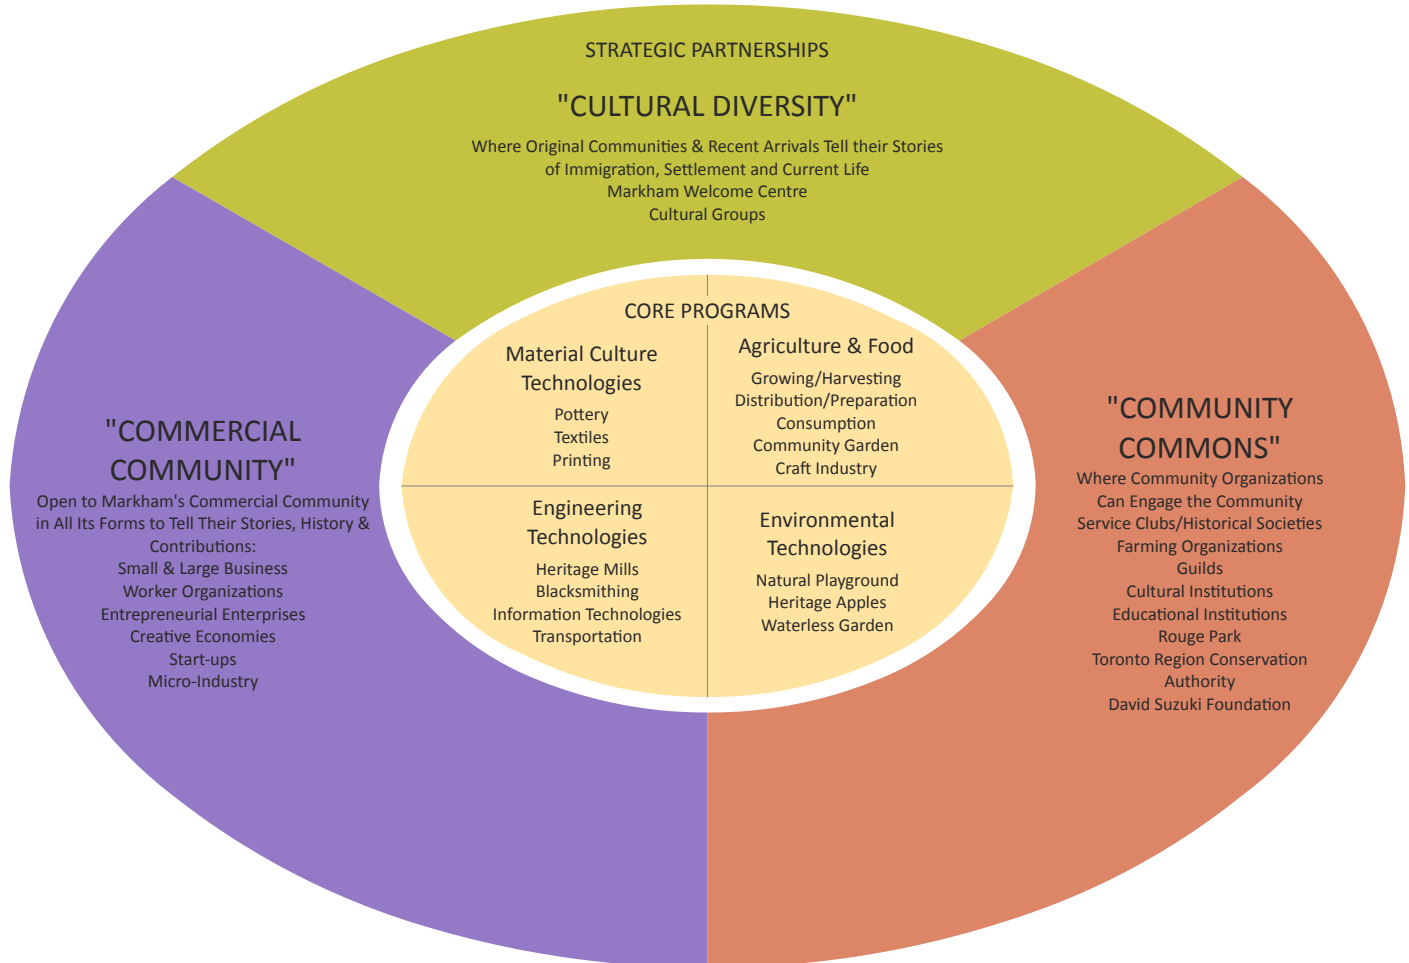 STRATEGIC PARTNERSHIPS
"CULTURAL DIVERSITY"
Where Original Communities & Recent Arrivals Tell their Stories
of Immigration, Settlement and Current Life
Markham Welcome Centre
Cultural Groups
CORE PROGRAMS
Material Culture
Technologies
Pottery
Textiles
Printing
Agriculture & Food
Growing/Harvesting
Distribution/Preparation
Consumption
Community Garden
Craft Industry
Engineering
Technologies
Heritage Mills
Blacksmithing
Information Technologies
Transportation
Environmental
Technologies
Natural Playground
Heritage Apples
Waterless Garden
"COMMERCIAL
COMMUNITY"
Open to Markham's Commercial Community
in All Its Forms to Tell Their Stories, History &
Contributions:
Small & Large Business
Worker Organizations
Entrepreneurial Enterprises
Creative Economies
Start-ups
Micro-Industry
"COMMUNITY
COMMONS"
Where Community Organizations
Can Engage the Community
Service Clubs/Historical Societies
Farming Organizations
Guilds
Cultural Institutions
Educational Institutions
Rouge Park
Toronto Region Conservation
Authority
David Suzuki Foundation